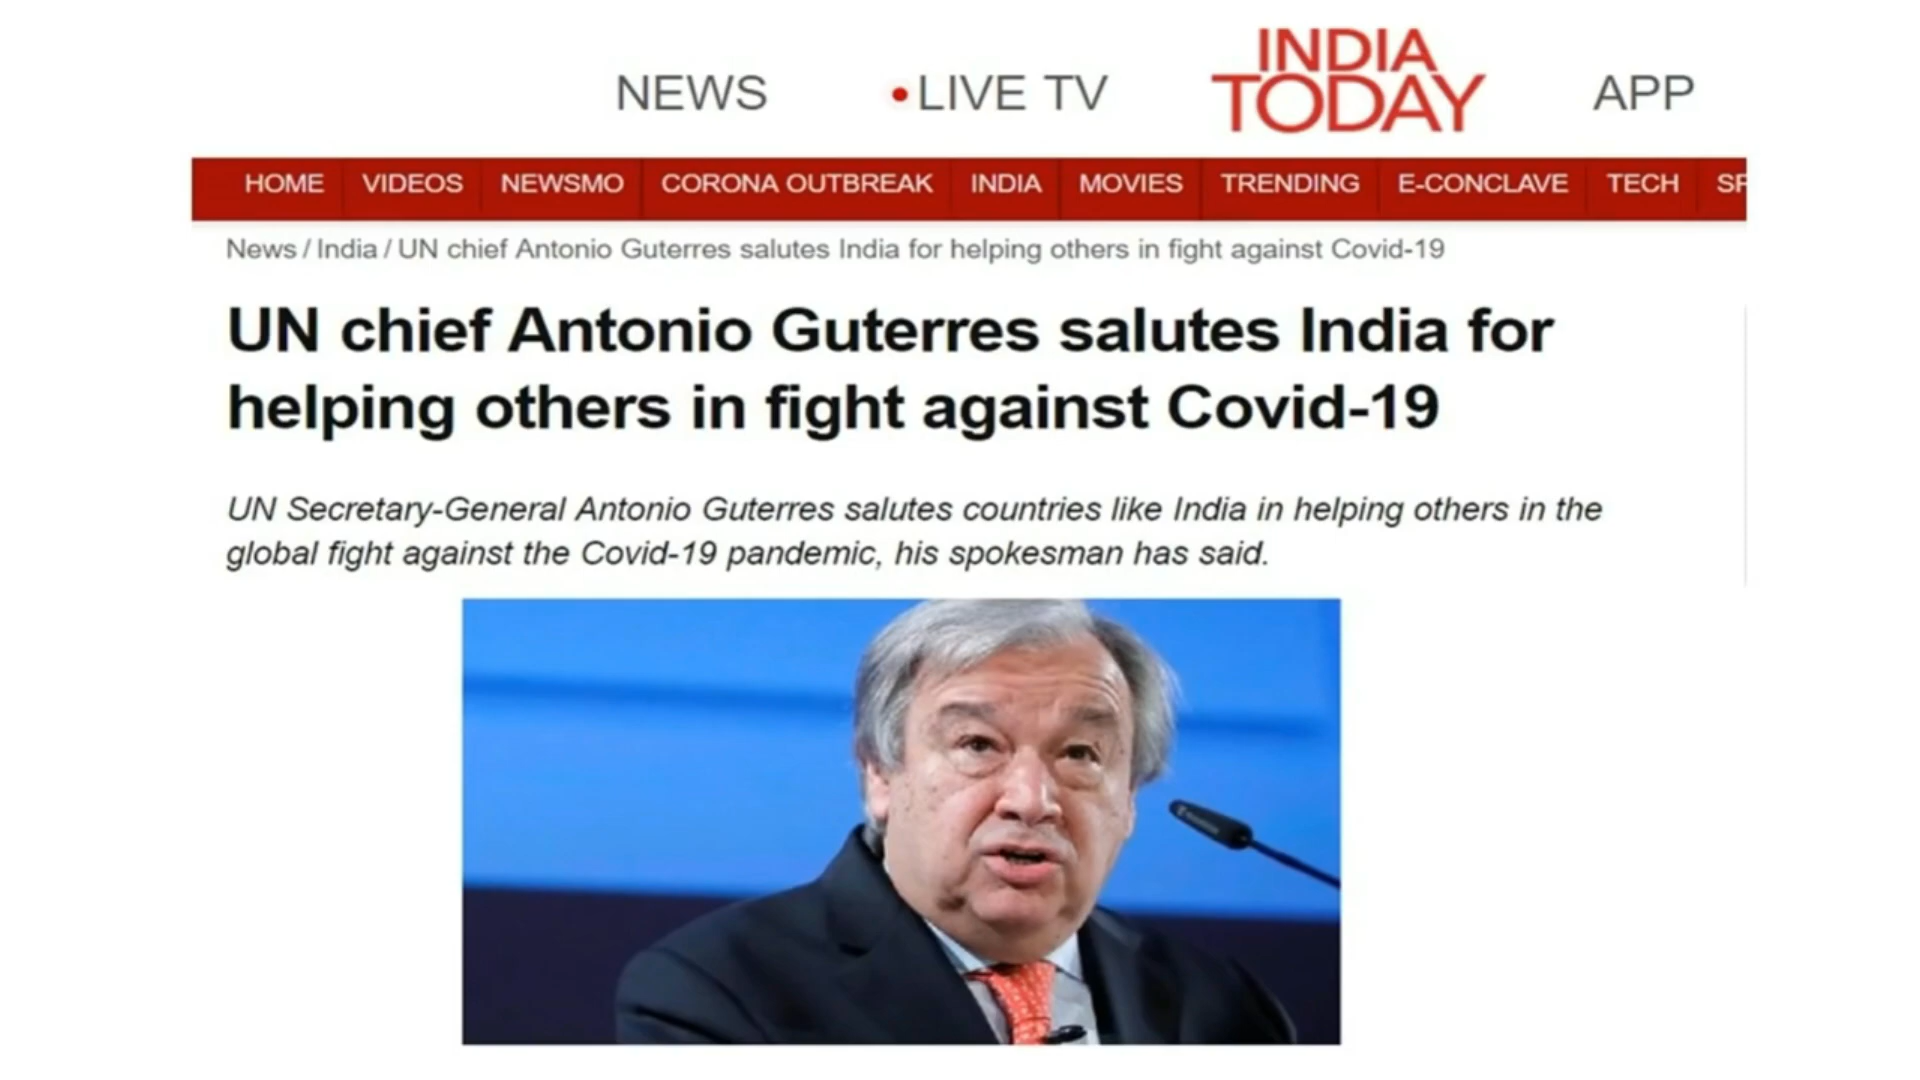 NEWS •LIVE TV INDIA TODAY APP
HOME VIDEOS NEWSMO CORONA OUTBREAK INDIA MOVIES TRENDING E-CONCLAVE TECH
News / India / UN chief Antonio Guterres salutes India for helping others in fight against Covid-19
UN chief Antonio Guterres salutes India for
helping others in fight against Covid-19
UN Secretary-General Antonio Guterres salutes countries like India in helping others in the
global fight against the Covid-19 pandemic, his spokesman has said.